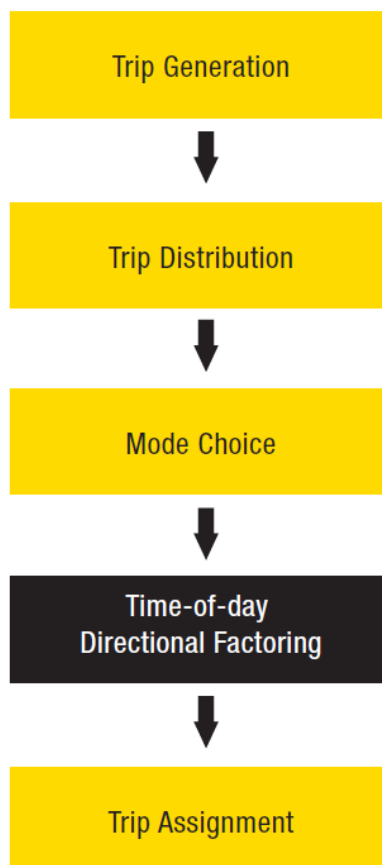 Trip Generation
Trip Distribution
Mode Choice
Time-of-day
Directional Factoring
Trip Assignment